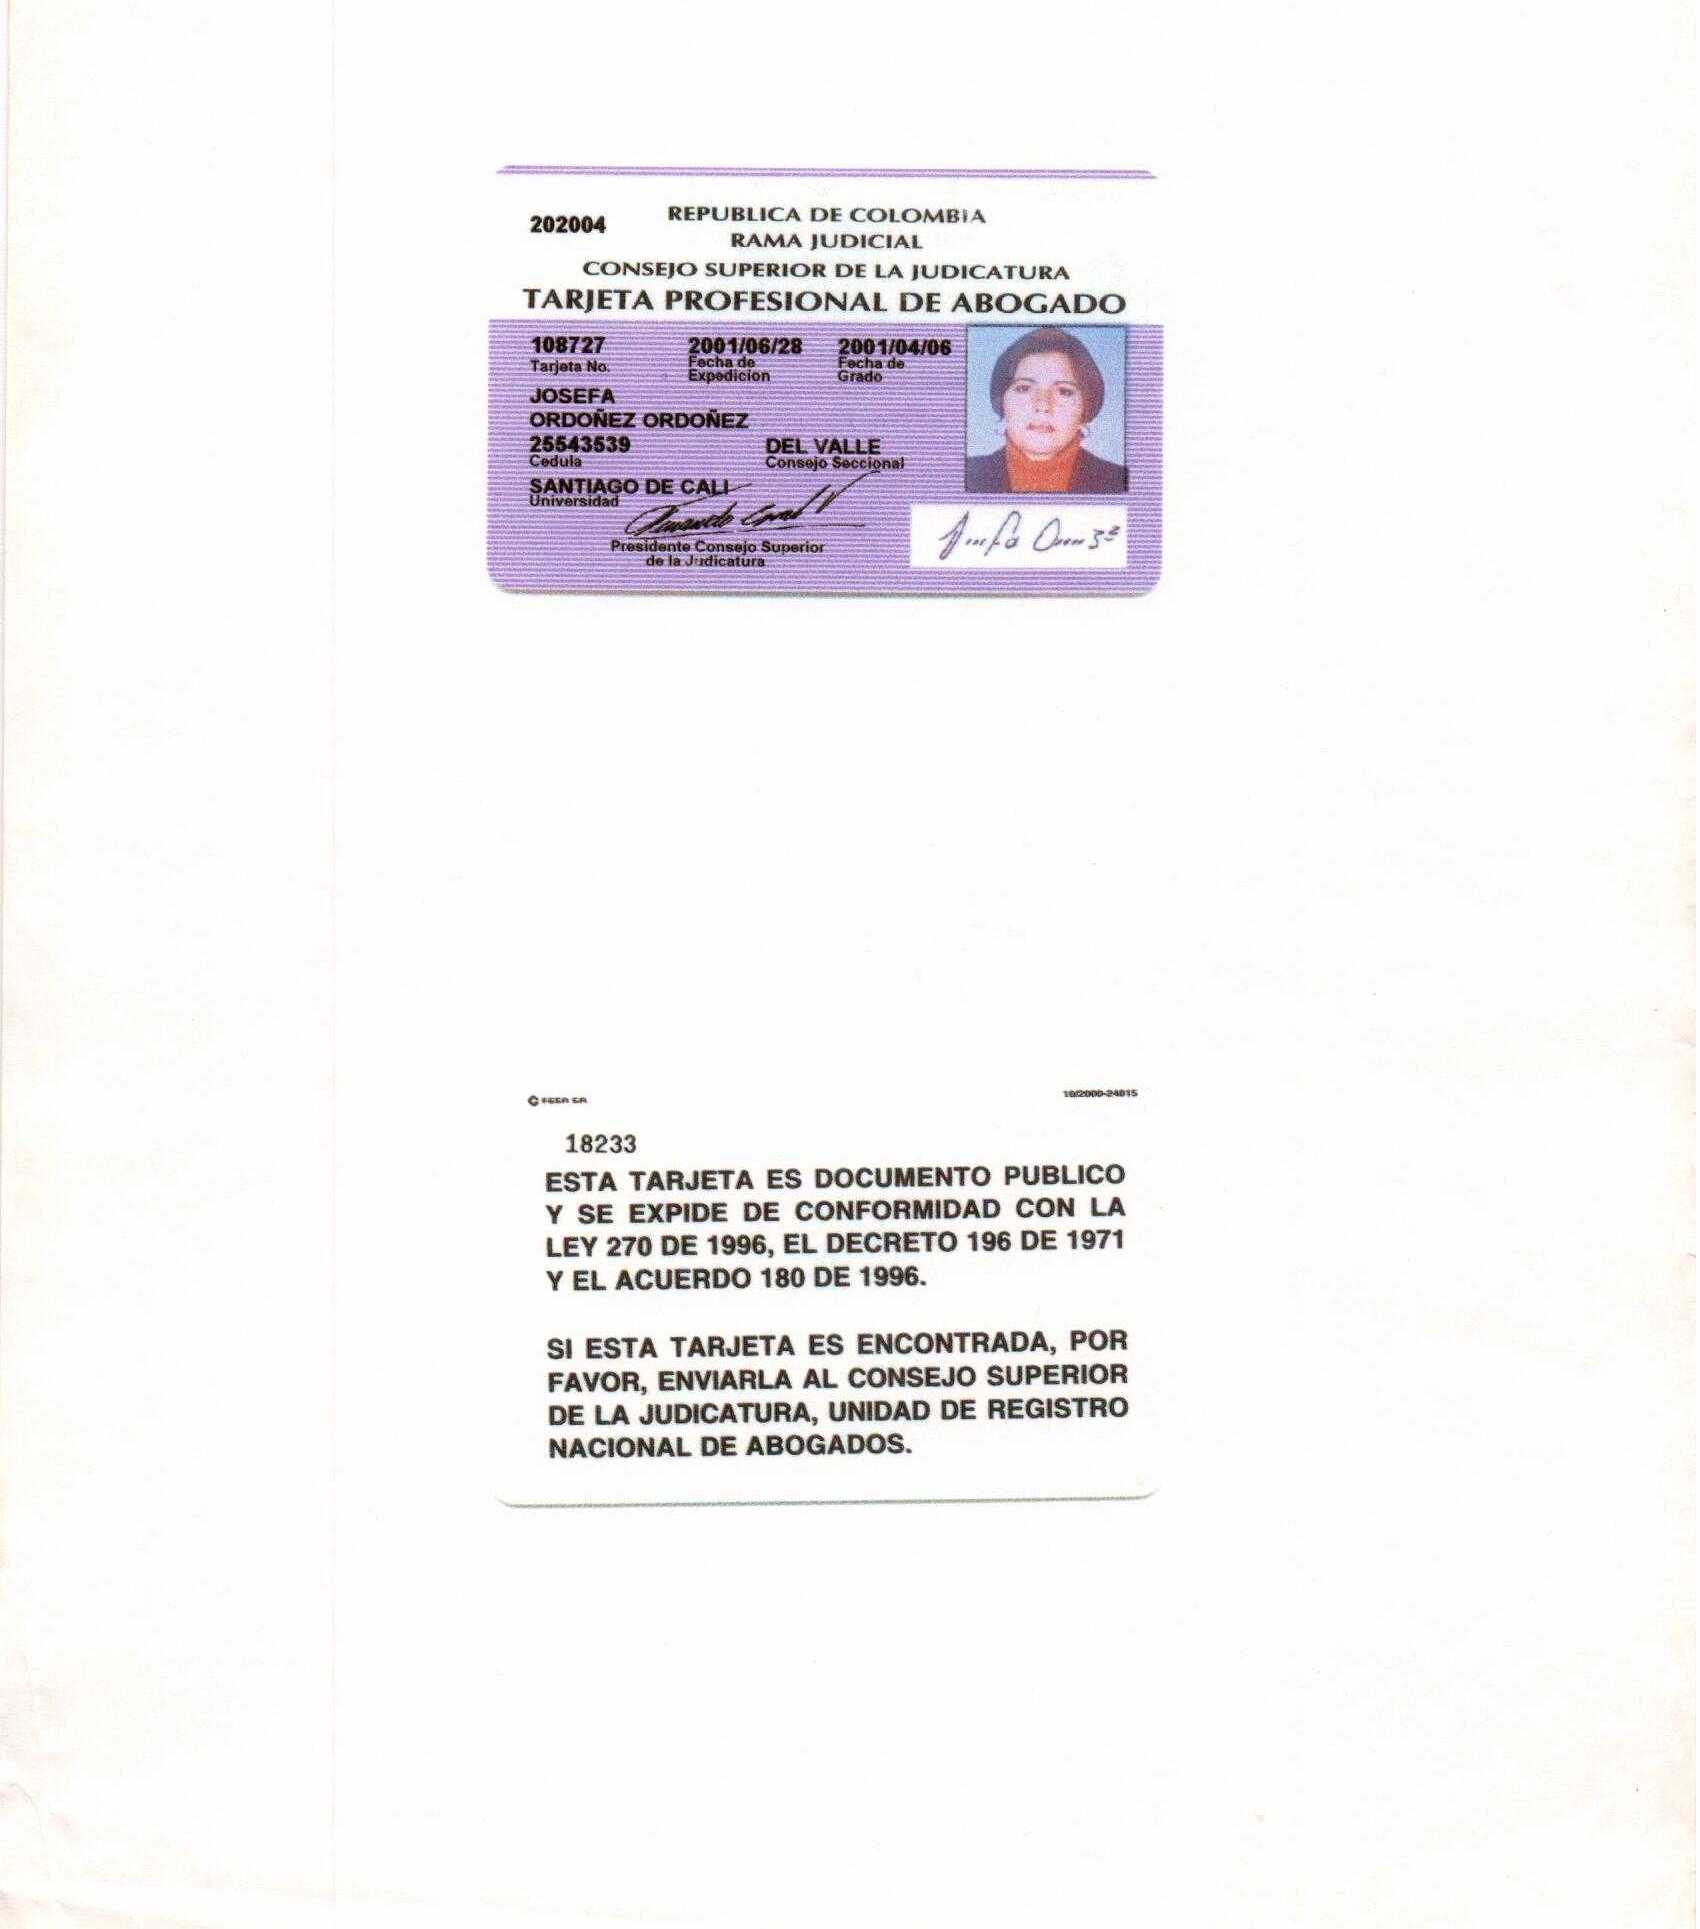 202004
REPUBLICA DE COLOMBIA
RAMA JUDICIAL
CONSEJO SUPERIOR DE LA JUDICATURA
TARJETA PROFESIONAL DE ABOGADO
108727 2001/06/28 2001/04/06
Tarjeta No. Fecha de Expedicion Fecha de Grado
JOSEFA
ORDOÑEZ ORDOÑEZ
25543539 DEL VALLE
Cedula Consejo Seccional
SANTIAGO DE CALI
Universidad
Presidente Consejo Superior
de la Judicatura
10/2000-24015
18233
ESTA TARJETA ES DOCUMENTO PUBLICO
Y SE EXPIDE DE CONFORMIDAD CON LA
LEY 270 DE 1996, EL DECRETO 196 DE 1971
Y EL ACUERDO 180 DE 1996.
SI ESTA TARJETA ES ENCONTRADA, POR
FAVOR, ENVIARLA AL CONSEJO SUPERIOR
DE LA JUDICATURA, UNIDAD DE REGISTRO
NACIONAL DE ABOGADOS.